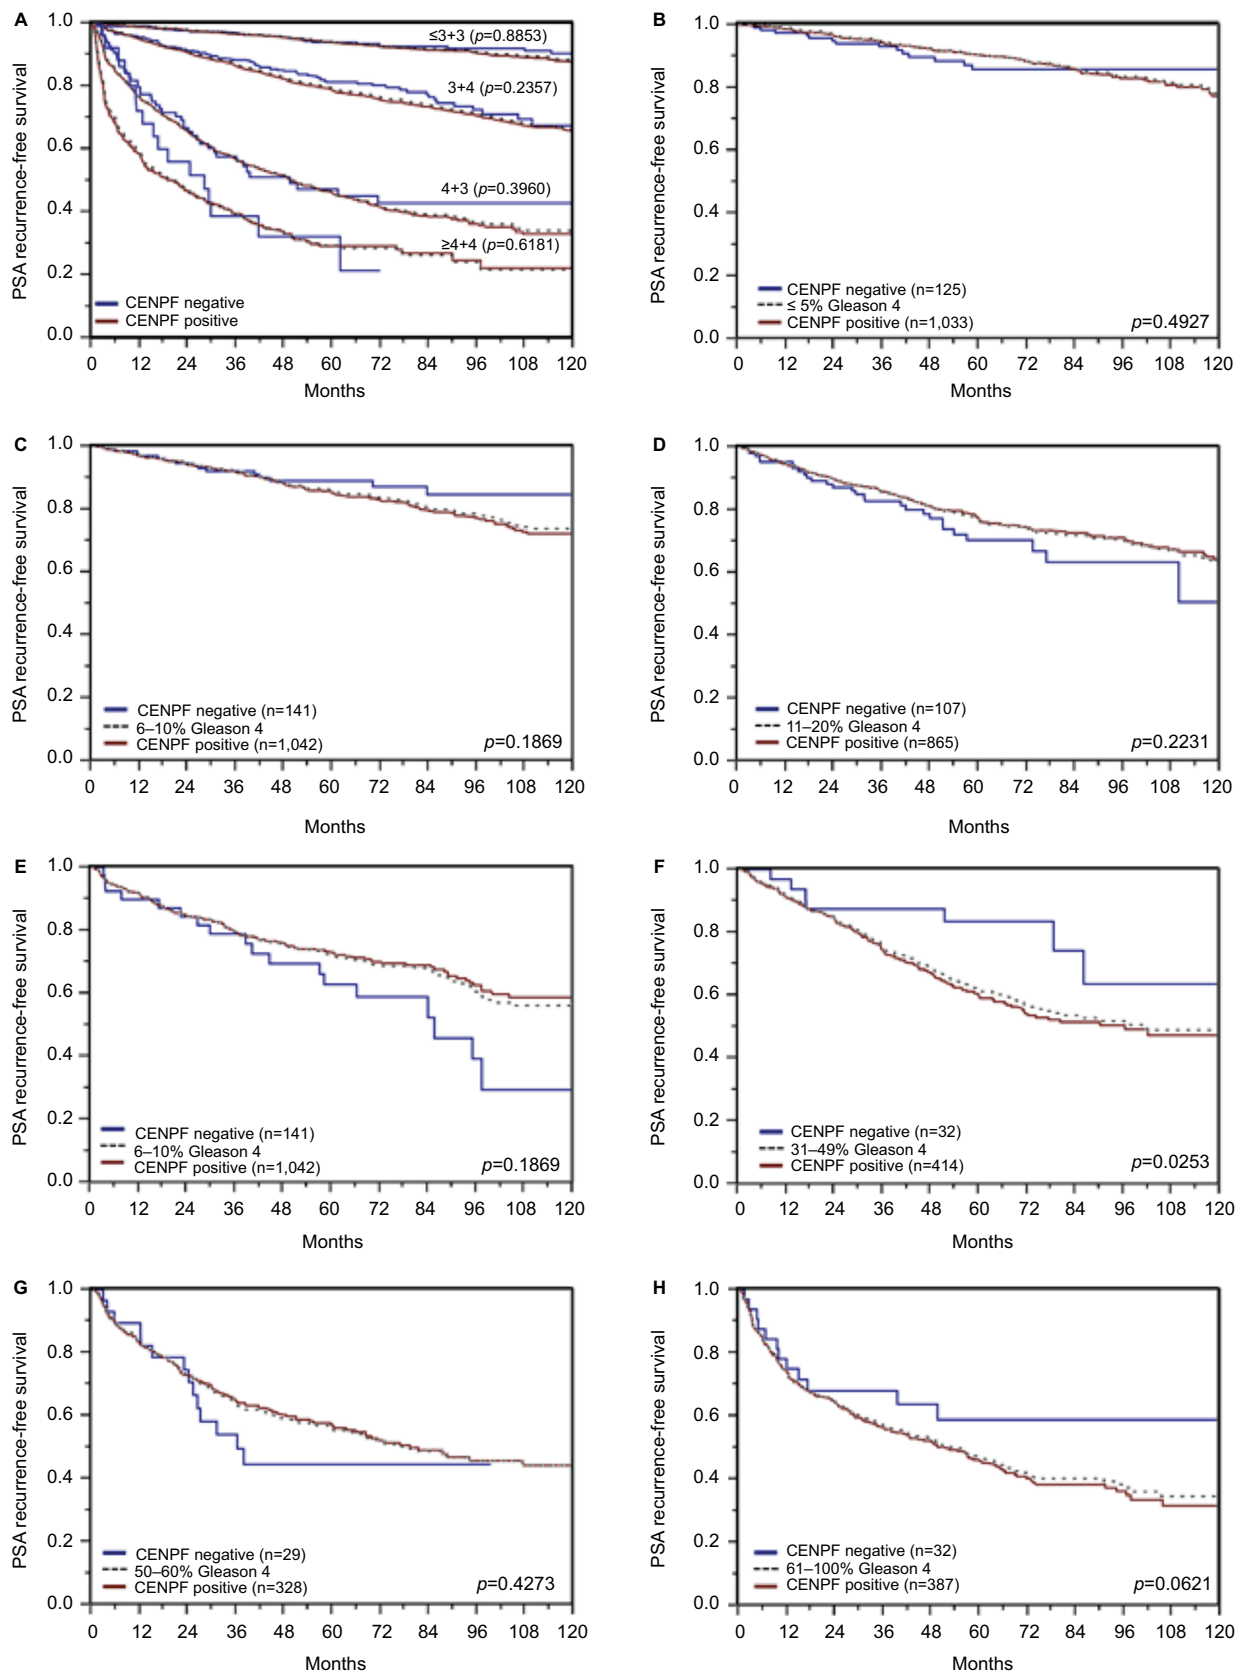 A
PSA recurrence-free survival
1.0
0.8
0.6
0.4
0.2
0.0
≤3+3 (p=0.8853)
3+4 (p=0.2357)
4+3 (p=0.3960)
≥4+4 (p=0.6181)
CENPF negative
CENPF positive
0 12 24 36 48 60 72 84 96 108 120
Months
B
PSA recurrence-free survival
1.0
0.8
0.6
0.4
0.2
0.0
CENPF negative (n=125)
≤ 5% Gleason 4
CENPF positive (n=1,033)
p=0.4927
0 12 24 36 48 60 72 84 96 108 120
Months
C
PSA recurrence-free survival
1.0
0.8
0.6
0.4
0.2
0.0
CENPF negative (n=141)
6–10% Gleason 4
CENPF positive (n=1,042)
p=0.1869
0 12 24 36 48 60 72 84 96 108 120
Months
D
PSA recurrence-free survival
1.0
0.8
0.6
0.4
0.2
0.0
CENPF negative (n=107)
11–20% Gleason 4
CENPF positive (n=865)
p=0.2231
0 12 24 36 48 60 72 84 96 108 120
Months
E
PSA recurrence-free survival
1.0
0.8
0.6
0.4
0.2
0.0
CENPF negative (n=141)
6–10% Gleason 4
CENPF positive (n=1,042)
p=0.1869
0 12 24 36 48 60 72 84 96 108 120
Months
F
PSA recurrence-free survival
1.0
0.8
0.6
0.4
0.2
0.0
CENPF negative (n=32)
31–49% Gleason 4
CENPF positive (n=414)
p=0.0253
0 12 24 36 48 60 72 84 96 108 120
Months
G
PSA recurrence-free survival
1.0
0.8
0.6
0.4
0.2
0.0
CENPF negative (n=29)
50–60% Gleason 4
CENPF positive (n=328)
p=0.4273
0 12 24 36 48 60 72 84 96 108 120
Months
H
PSA recurrence-free survival
1.0
0.8
0.6
0.4
0.2
0.0
CENPF negative (n=32)
61–100% Gleason 4
CENPF positive (n=387)
p=0.0621
0 12 24 36 48 60 72 84 96 108 120
Months